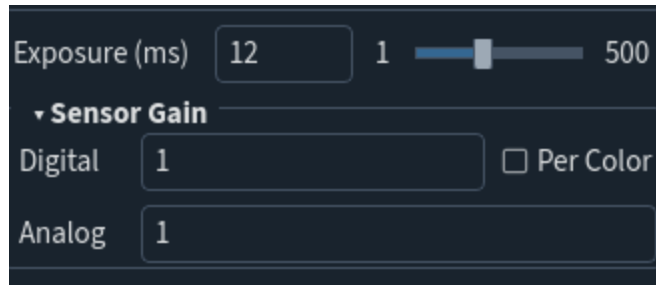 Exposure (ms) 12 1 500
▾ Sensor Gain
Digital 1 Per Color
Analog 1